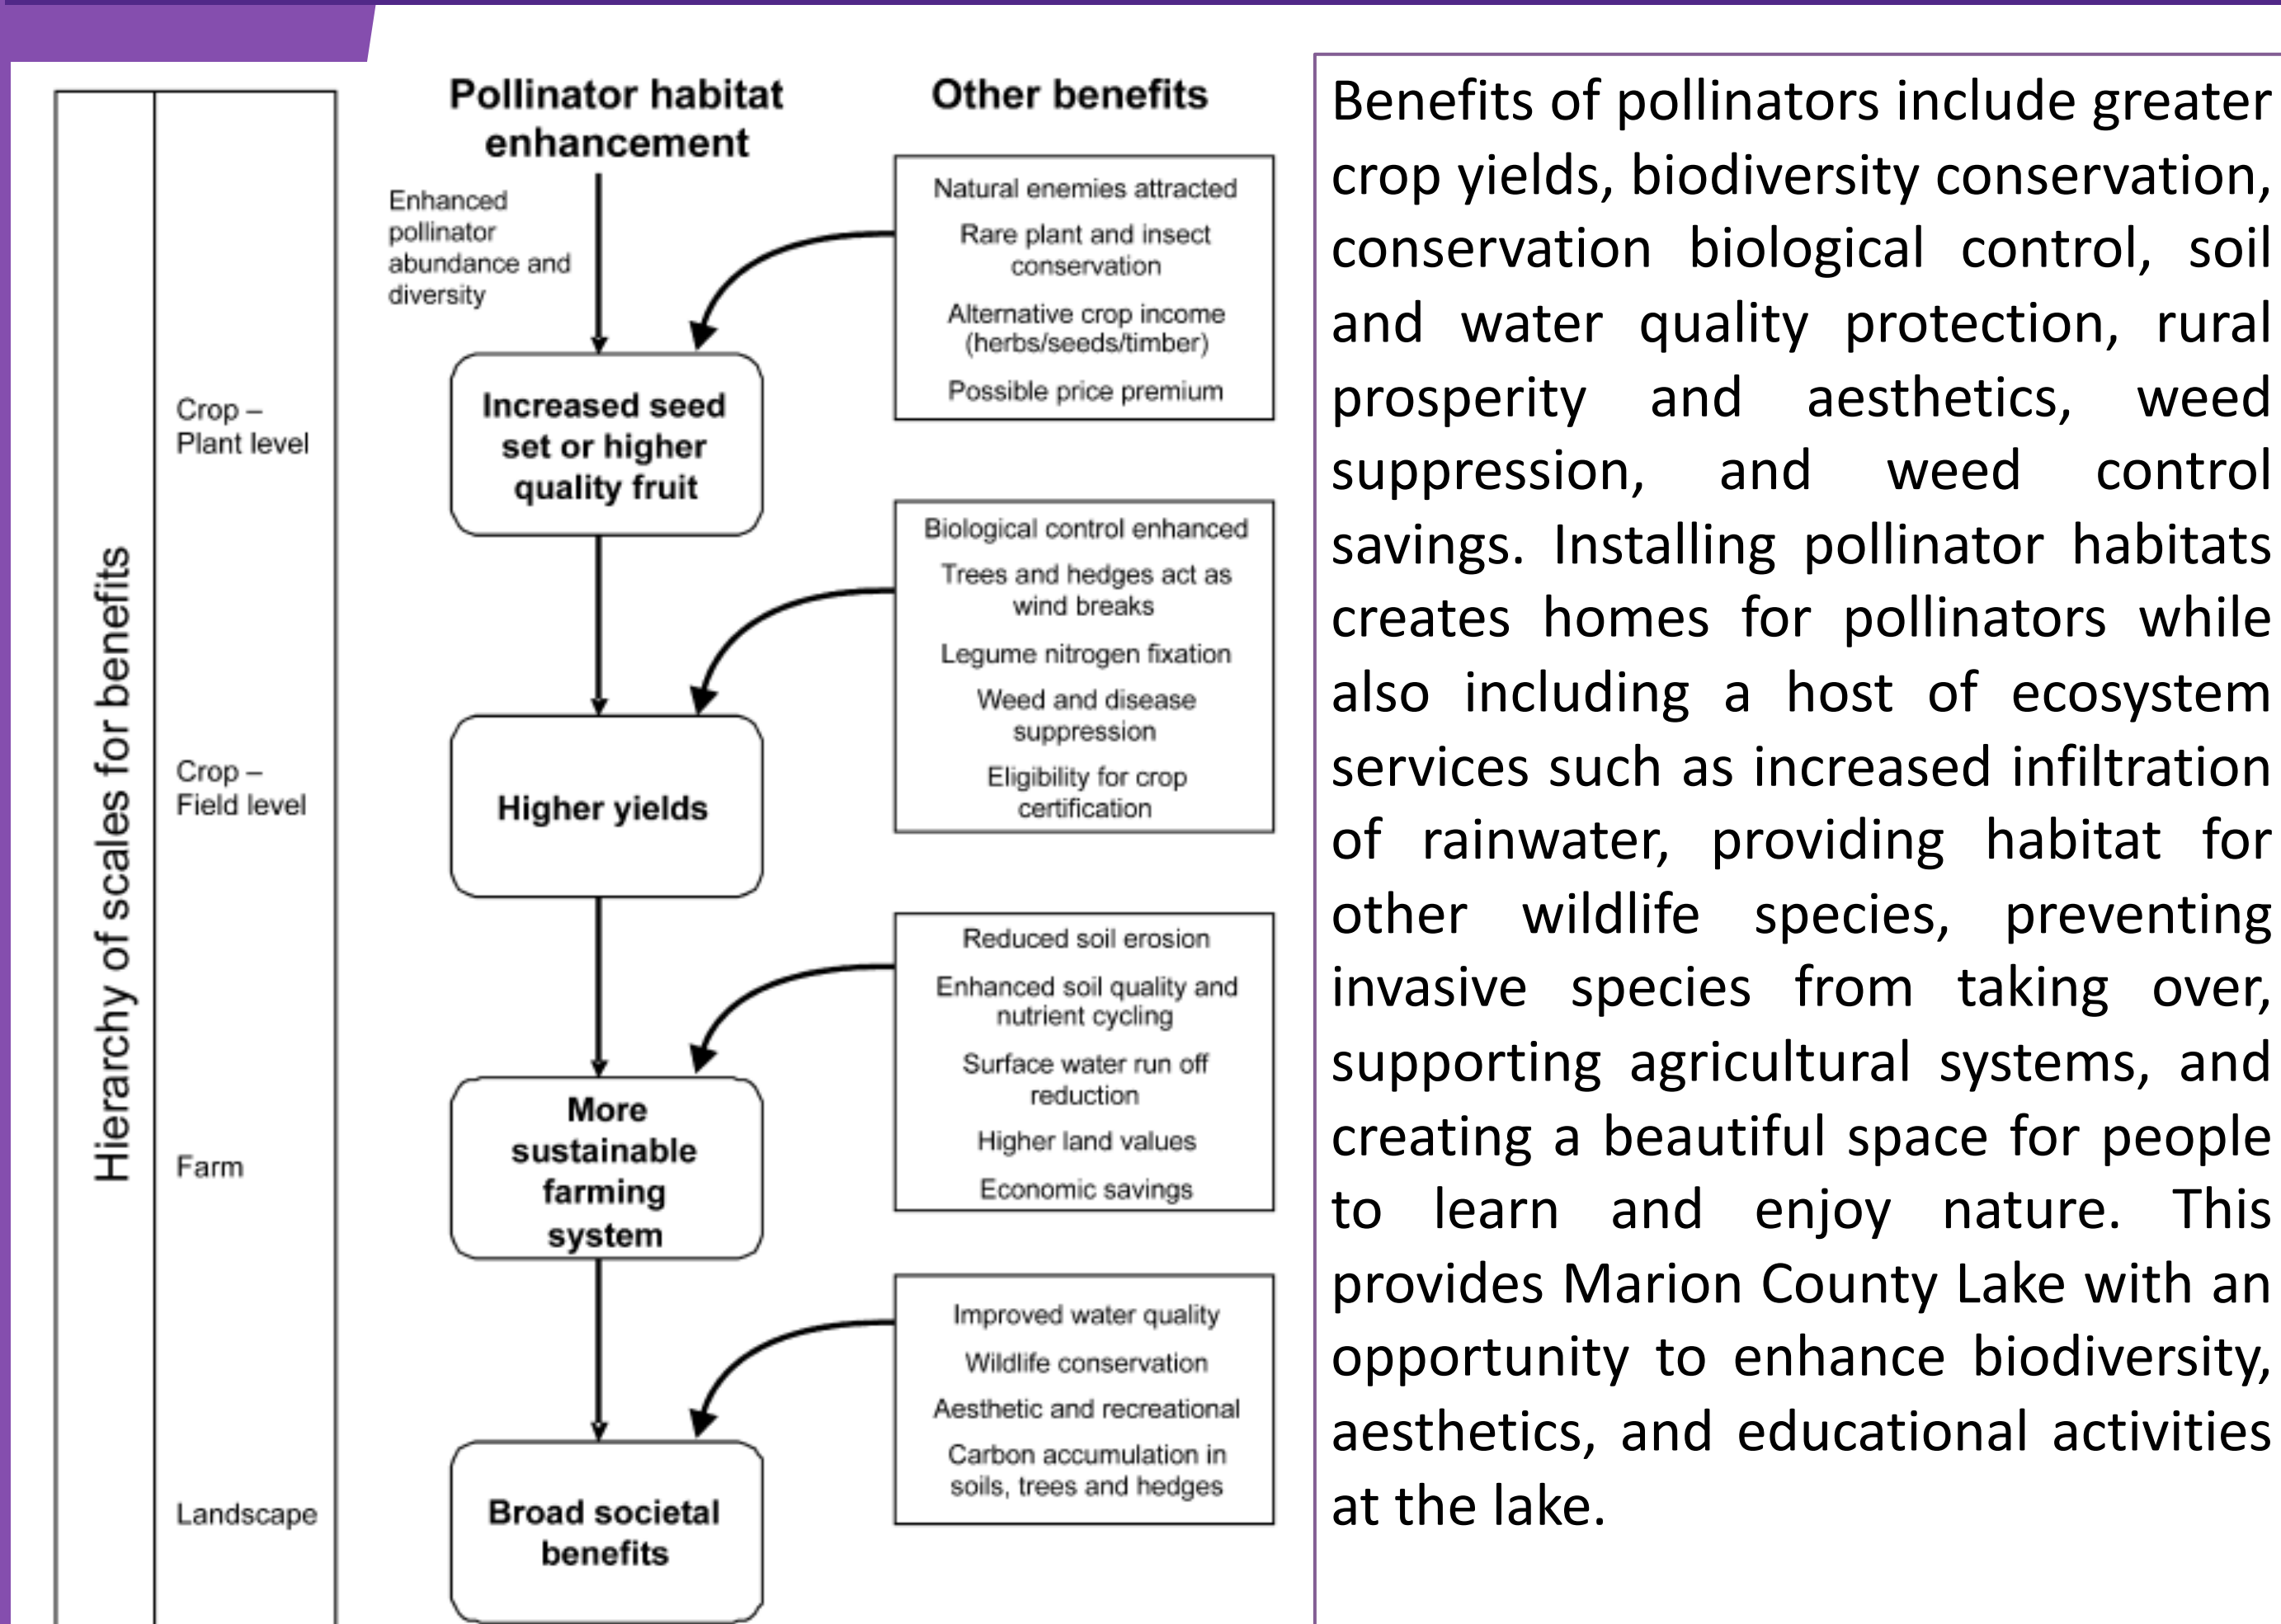 Hierarchy of scales for benefits
Crop –
Plant level
Crop –
Field level
Farm
Landscape
Pollinator habitat
enhancement
Enhanced
pollinator
abundance and
diversity
Increased seed
set or higher
quality fruit
Higher yields
More
sustainable
farming
system
Broad societal
benefits
Other benefits
Natural enemies attracted
Rare plant and insect
conservation
Alternative crop income
(herbs/seeds/timber)
Possible price premium
Biological control enhanced
Trees and hedges act as
wind breaks
Legume nitrogen fixation
Weed and disease
suppression
Eligibility for crop
certification
Reduced soil erosion
Enhanced soil quality and
nutrient cycling
Surface water run off
reduction
Higher land values
Economic savings
Improved water quality
Wildlife conservation
Aesthetic and recreational
Carbon accumulation in
soils, trees and hedges
Benefits of pollinators include greater
crop yields, biodiversity conservation,
conservation biological control, soil
and water quality protection, rural
prosperity and aesthetics, weed
suppression, and weed control
savings. Installing pollinator habitats
creates homes for pollinators while
also including a host of ecosystem
services such as increased infiltration
of rainwater, providing habitat for
other wildlife species, preventing
invasive species from taking over,
supporting agricultural systems, and
creating a beautiful space for people
to learn and enjoy nature. This
provides Marion County Lake with an
opportunity to enhance biodiversity,
aesthetics, and educational activities
at the lake.